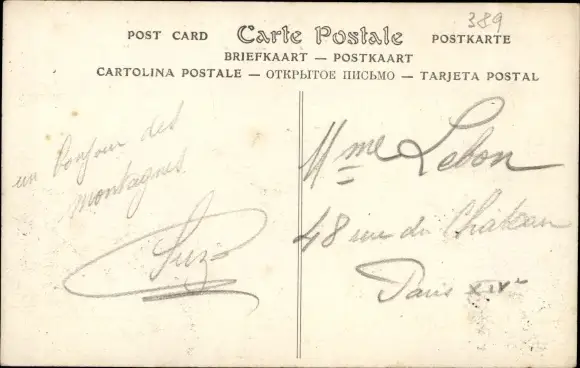 389
POST CARD Carte Postale POSTKARTE
BRIEFKAART — POSTKAART
CARTOLINA POSTALE — ОТКРЫТОЕ ПИСЬМО — TARJETA POSTAL
un bonjour des
montagnes
Suzo
Mme Lebon
48 rue du Château
Paris XIVe